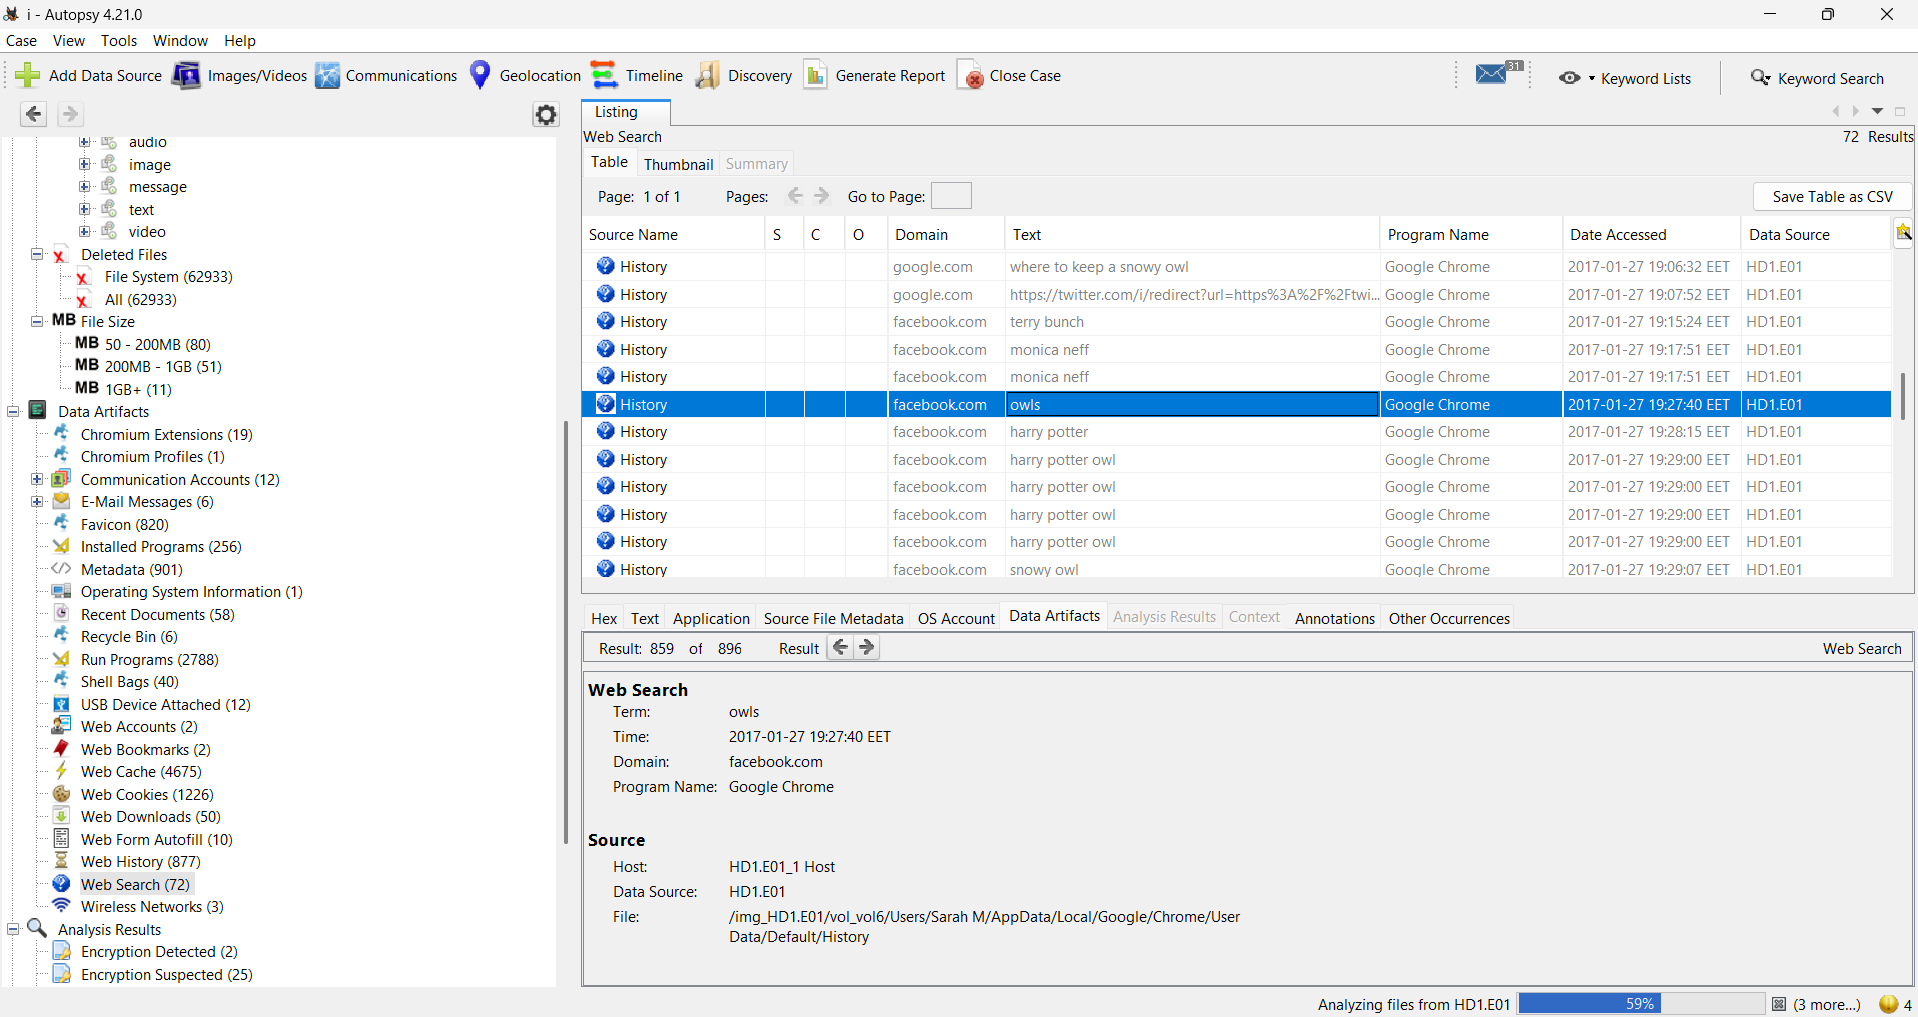 i - Autopsy 4.21.0
Case View Tools Window Help
Add Data Source Images/Videos Communications Geolocation Timeline Discovery Generate Report Close Case 31 Keyword Lists Keyword Search
audio
image
message
text
video
Deleted Files
File System (62933)
All (62933)
MB File Size
MB 50 - 200MB (80)
MB 200MB - 1GB (51)
MB 1GB+ (11)
Data Artifacts
Chromium Extensions (19)
Chromium Profiles (1)
Communication Accounts (12)
E-Mail Messages (6)
Favicon (820)
Installed Programs (256)
Metadata (901)
Operating System Information (1)
Recent Documents (58)
Recycle Bin (6)
Run Programs (2788)
Shell Bags (40)
USB Device Attached (12)
Web Accounts (2)
Web Bookmarks (2)
Web Cache (4675)
Web Cookies (1226)
Web Downloads (50)
Web Form Autofill (10)
Web History (877)
Web Search (72)
Wireless Networks (3)
Analysis Results
Encryption Detected (2)
Encryption Suspected (25)
Listing
Web Search 72 Results
Table Thumbnail Summary
Page: 1 of 1 Pages: Go to Page: Save Table as CSV
Source Name S C O Domain Text Program Name Date Accessed Data Source
History google.com where to keep a snowy owl Google Chrome 2017-01-27 19:06:32 EET HD1.E01
History google.com https://twitter.com/i/redirect?url=https%3A%2F%2Ftwi... Google Chrome 2017-01-27 19:07:52 EET HD1.E01
History facebook.com terry bunch Google Chrome 2017-01-27 19:15:24 EET HD1.E01
History facebook.com monica neff Google Chrome 2017-01-27 19:17:51 EET HD1.E01
History facebook.com monica neff Google Chrome 2017-01-27 19:17:51 EET HD1.E01
History facebook.com owls Google Chrome 2017-01-27 19:27:40 EET HD1.E01
History facebook.com harry potter Google Chrome 2017-01-27 19:28:15 EET HD1.E01
History facebook.com harry potter owl Google Chrome 2017-01-27 19:29:00 EET HD1.E01
History facebook.com harry potter owl Google Chrome 2017-01-27 19:29:00 EET HD1.E01
History facebook.com harry potter owl Google Chrome 2017-01-27 19:29:00 EET HD1.E01
History facebook.com harry potter owl Google Chrome 2017-01-27 19:29:00 EET HD1.E01
History facebook.com snowy owl Google Chrome 2017-01-27 19:29:07 EET HD1.E01
Hex Text Application Source File Metadata OS Account Data Artifacts Analysis Results Context Annotations Other Occurrences
Result: 859 of 896 Result Web Search
Web Search
Term: owls
Time: 2017-01-27 19:27:40 EET
Domain: facebook.com
Program Name: Google Chrome
Source
Host: HD1.E01_1 Host
Data Source: HD1.E01
File: /img_HD1.E01/vol_vol6/Users/Sarah M/AppData/Local/Google/Chrome/User
Data/Default/History
Analyzing files from HD1.E01 59% (3 more...) 4